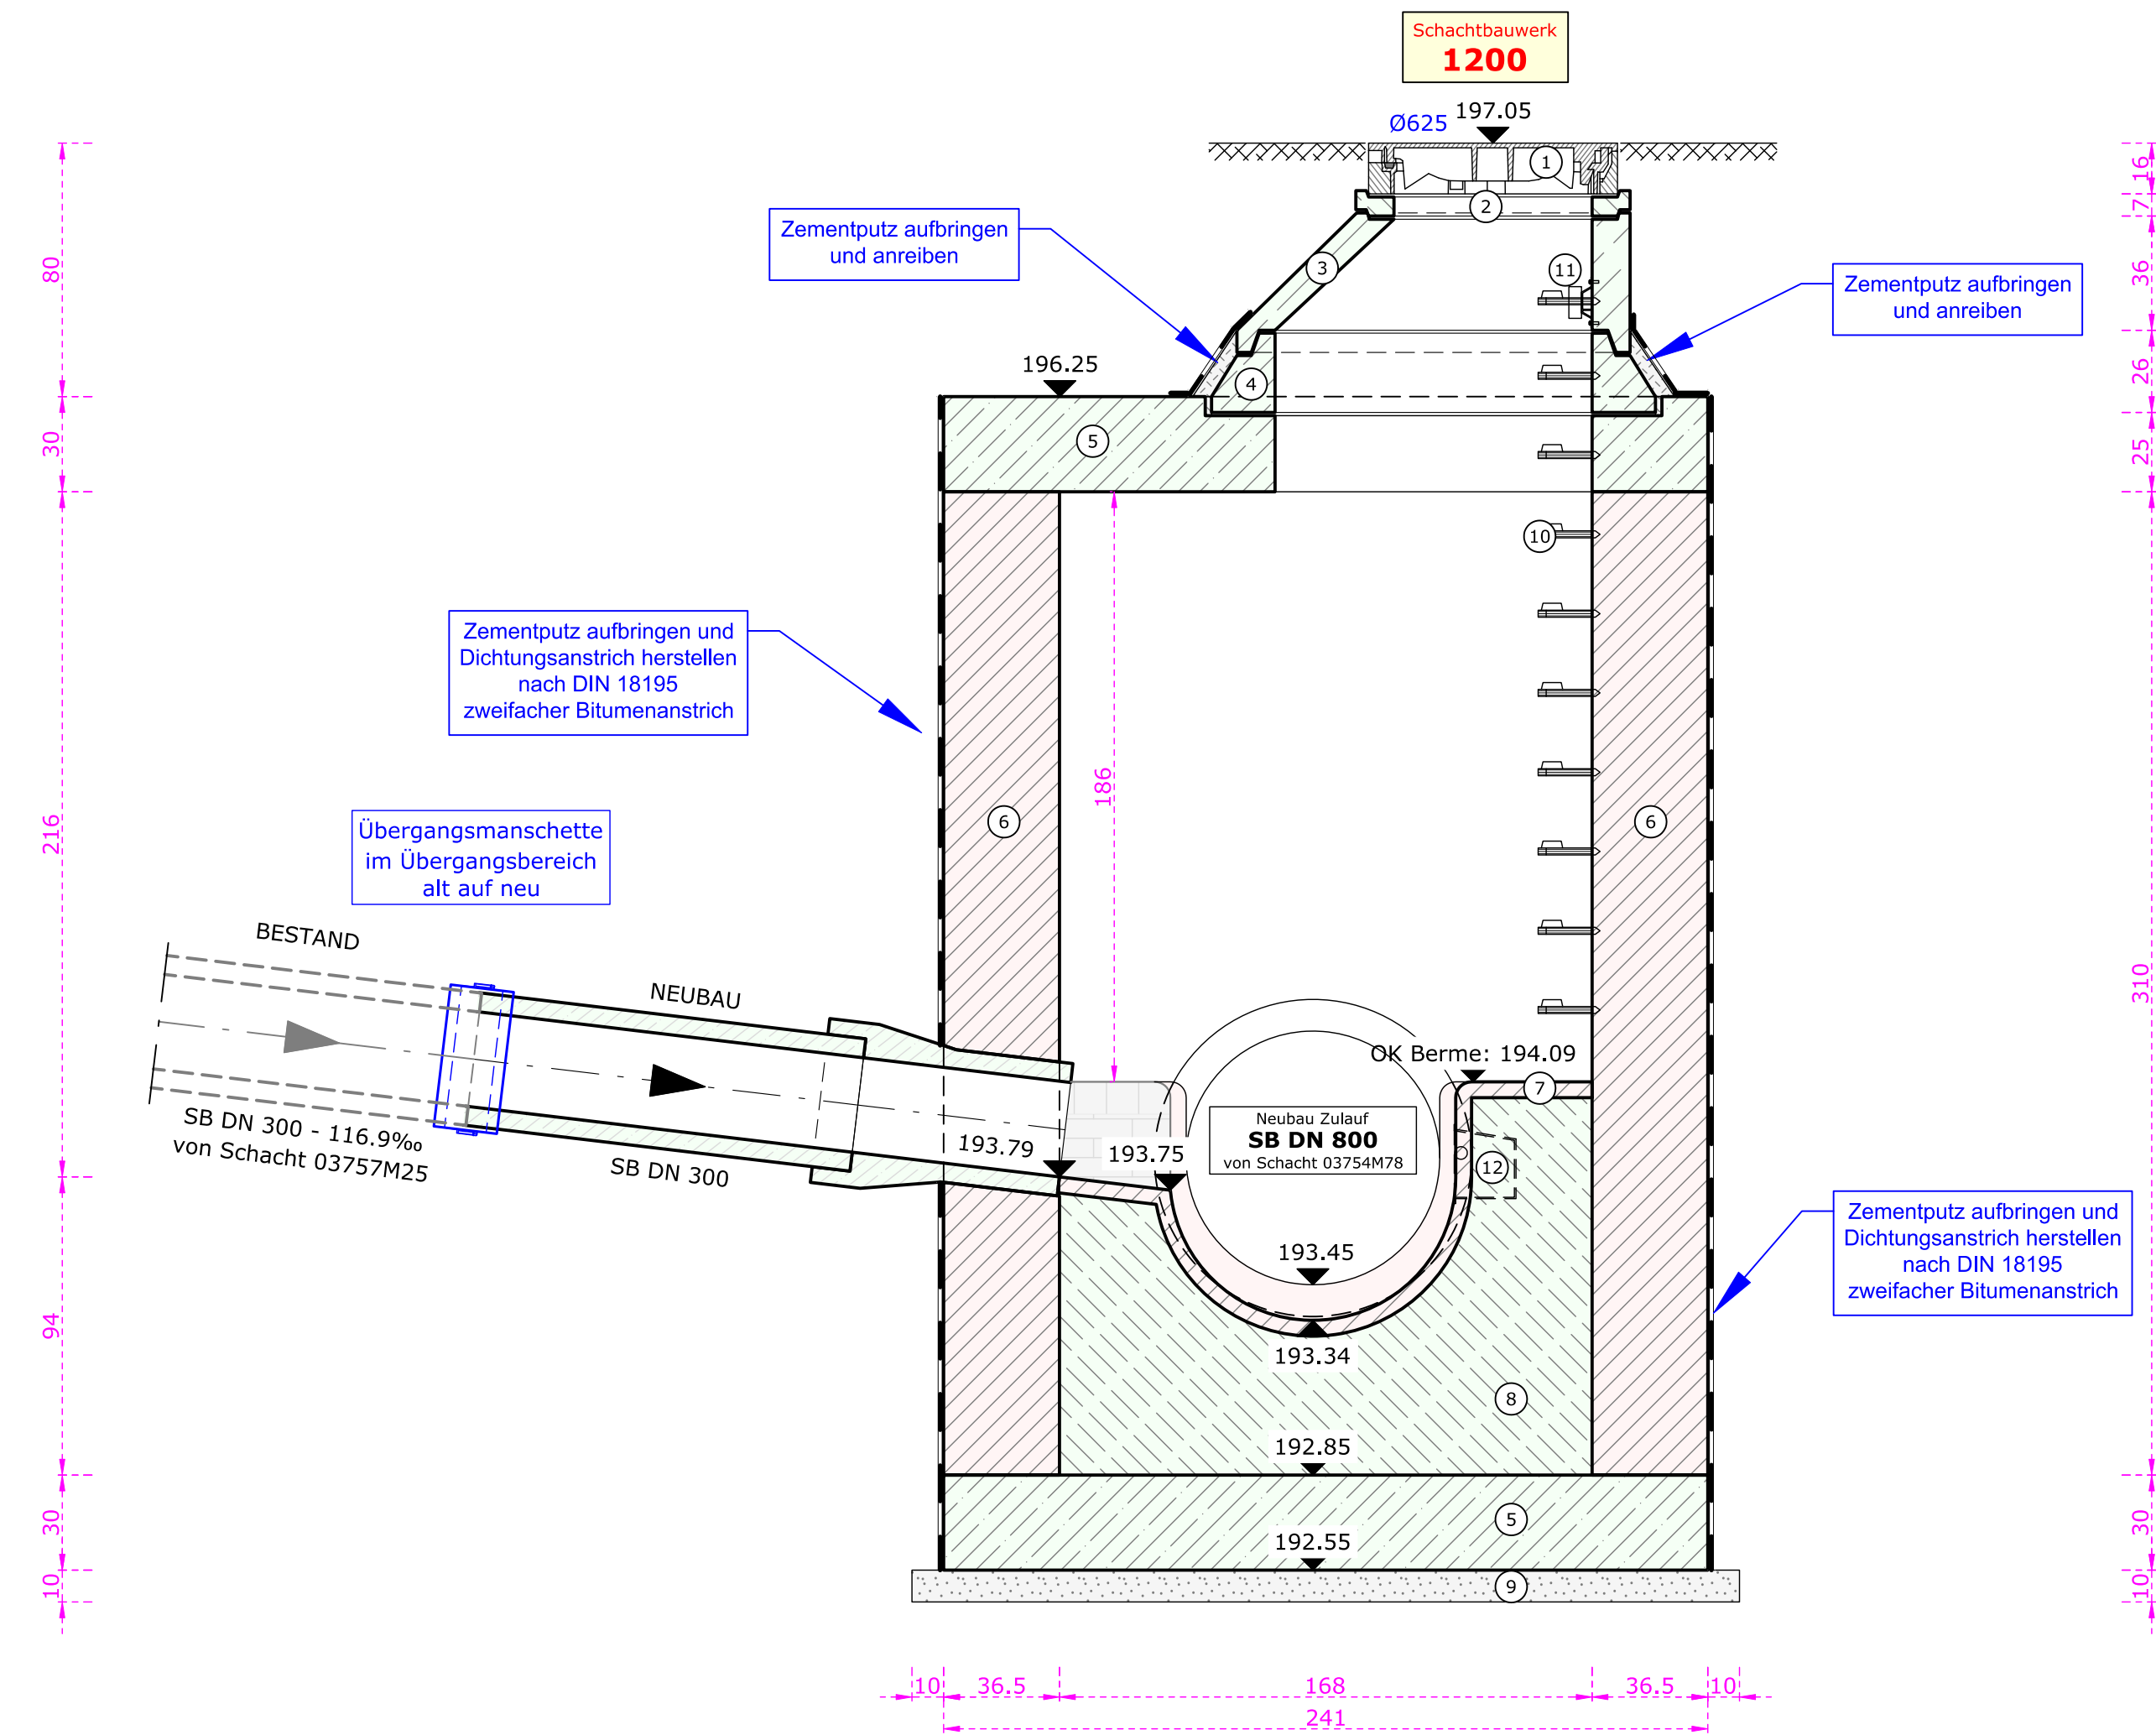 Schachtbauwerk
1200
Ø625
197.05
1
2
3
4
11
Zementputz aufbringen
und anreiben
Zementputz aufbringen
und anreiben
196.25
5
10
Zementputz aufbringen und
Dichtungsanstrich herstellen
nach DIN 18195
zweifacher Bitumenanstrich
186
6
6
Übergangsmanschette
im Übergangsbereich
alt auf neu
BESTAND
NEUBAU
SB DN 300 - 116.9‰
von Schacht 03757M25
SB DN 300
193.79
193.75
OK Berme: 194.09
7
Neubau Zulauf
SB DN 800
von Schacht 03754M78
12
193.45
193.34
8
Zementputz aufbringen und
Dichtungsanstrich herstellen
nach DIN 18195
zweifacher Bitumenanstrich
192.85
5
192.55
9
80
30
216
94
30
10
16
7
36
26
25
310
30
10
10
36.5
168
36.5
10
241